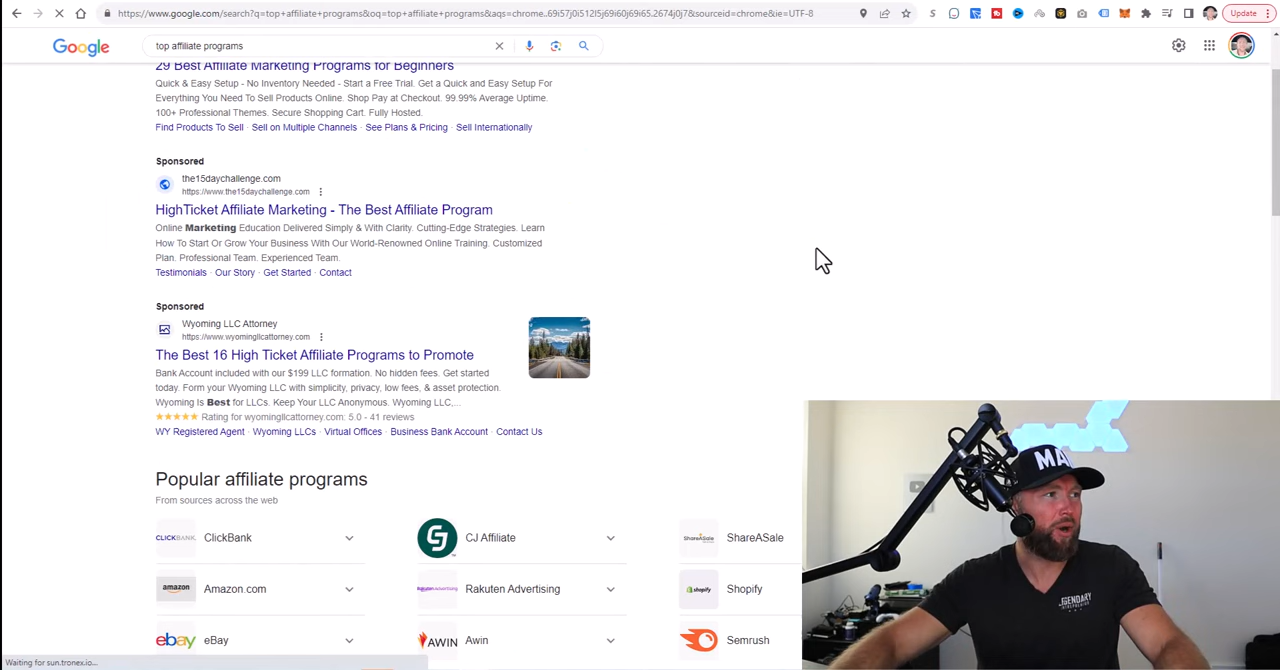 https://www.google.com/search?q=top+affiliate+programs&oq=top+affiliate+programs&aqs=chrome..69i57j0i512l5j69i60j69i65.2674j0j7&sourceid=chrome&ie=UTF-8
Update
Google
top affiliate programs
29 Best Affiliate Marketing Programs for Beginners
Quick & Easy Setup - No Inventory Needed - Start a Free Trial. Get a Quick and Easy Setup For
Everything You Need To Sell Products Online. Shop Pay at Checkout. 99.99% Average Uptime.
100+ Professional Themes. Secure Shopping Cart. Fully Hosted.
Find Products To Sell · Sell on Multiple Channels · See Plans & Pricing · Sell Internationally
Sponsored
the15daychallenge.com
https://www.the15daychallenge.com
HighTicket Affiliate Marketing - The Best Affiliate Program
Online Marketing Education Delivered Simply & With Clarity. Cutting-Edge Strategies. Learn
How To Start Or Grow Your Business With Our World-Renowned Online Training. Customized
Plan. Professional Team. Experienced Team.
Testimonials · Our Story · Get Started · Contact
Sponsored
Wyoming LLC Attorney
https://www.wyomingllcattorney.com
The Best 16 High Ticket Affiliate Programs to Promote
Bank Account included with our $199 LLC formation. No hidden fees. Get started
today. Form your Wyoming LLC with simplicity, privacy, low fees, & asset protection.
Wyoming Is Best for LLCs. Keep Your LLC Anonymous. Wyoming LLC,...
Rating for wyomingllcattorney.com: 5.0 - 41 reviews
WY Registered Agent · Wyoming LLCs · Virtual Offices · Business Bank Account · Contact Us
Popular affiliate programs
From sources across the web
CLICKBANK ClickBank
CJ Affiliate
ShareASale ShareASale
amazon Amazon.com
Rakuten Advertising
shopify Shopify
ebay eBay
AWIN Awin
Semrush
Waiting for sun.tronex.io...